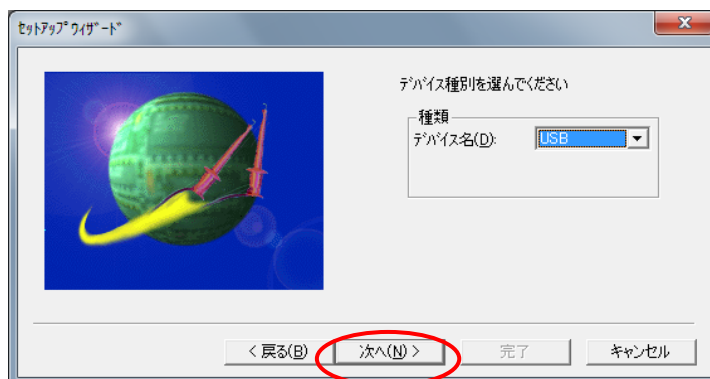 ｾｯﾄｱｯﾌﾟ ｳｨｻﾞｰﾄﾞ
ﾃﾞﾊﾞｲｽ種別を選んでください
種類
ﾃﾞﾊﾞｲｽ名(D): USB
< 戻る(B) 次へ(N) > 完了 ｷｬﾝｾﾙ